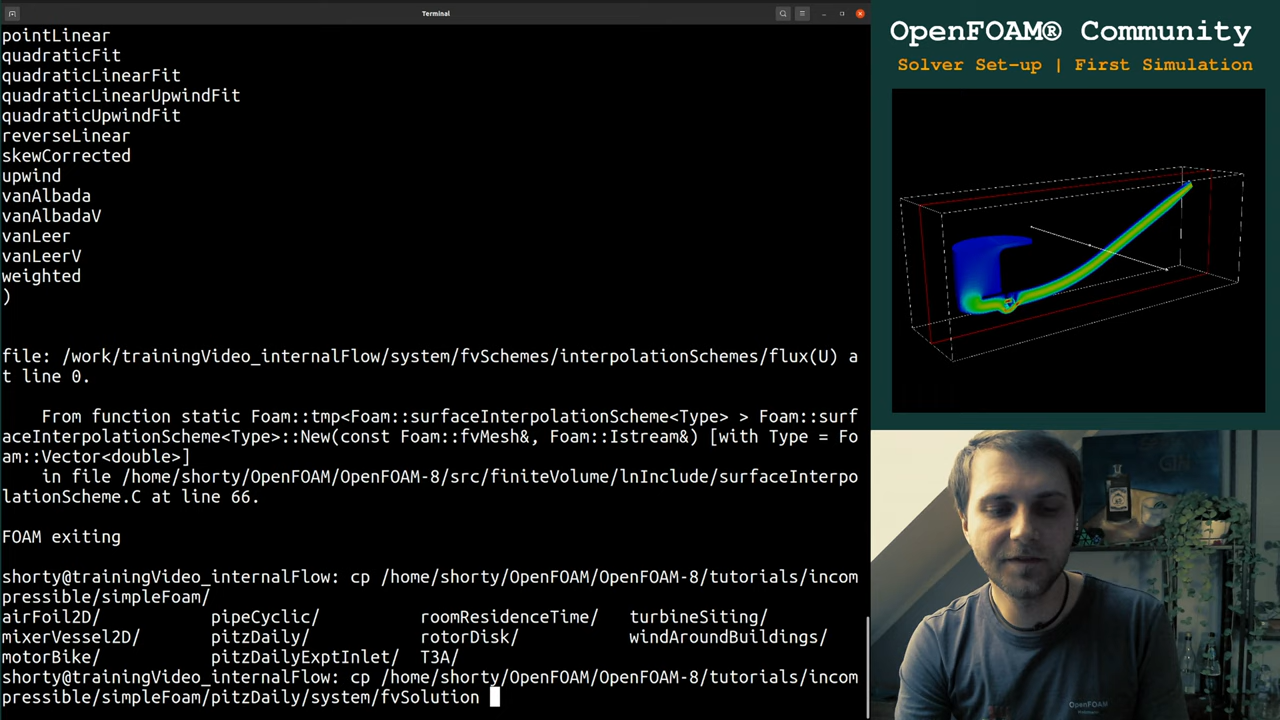 Terminal
pointLinear
quadraticFit
quadraticLinearFit
quadraticLinearUpwindFit
quadraticUpwindFit
reverseLinear
skewCorrected
upwind
vanAlbada
vanAlbadaV
vanLeer
vanLeerV
weighted
)
file: /work/trainingVideo_internalFlow/system/fvSchemes/interpolationSchemes/flux(U) a
t line 0.
From function static Foam::tmp<Foam::surfaceInterpolationScheme<Type> > Foam::surf
aceInterpolationScheme<Type>::New(const Foam::fvMesh&, Foam::Istream&) [with Type = Fo
am::Vector<double>]
in file /home/shorty/OpenFOAM/OpenFOAM-8/src/finiteVolume/lnInclude/surfaceInterpo
lationScheme.C at line 66.
FOAM exiting
shorty@trainingVideo_internalFlow: cp /home/shorty/OpenFOAM/OpenFOAM-8/tutorials/incom
pressible/simpleFoam/
airFoil2D/ pipeCyclic/ roomResidenceTime/ turbineSiting/
mixerVessel2D/ pitzDaily/ rotorDisk/ windAroundBuildings/
motorBike/ pitzDailyExptInlet/ T3A/
shorty@trainingVideo_internalFlow: cp /home/shorty/OpenFOAM/OpenFOAM-8/tutorials/incom
pressible/simpleFoam/pitzDaily/system/fvSolution
OpenFOAM® Community
Solver Set-up | First Simulation
GIN
OpenFOAM